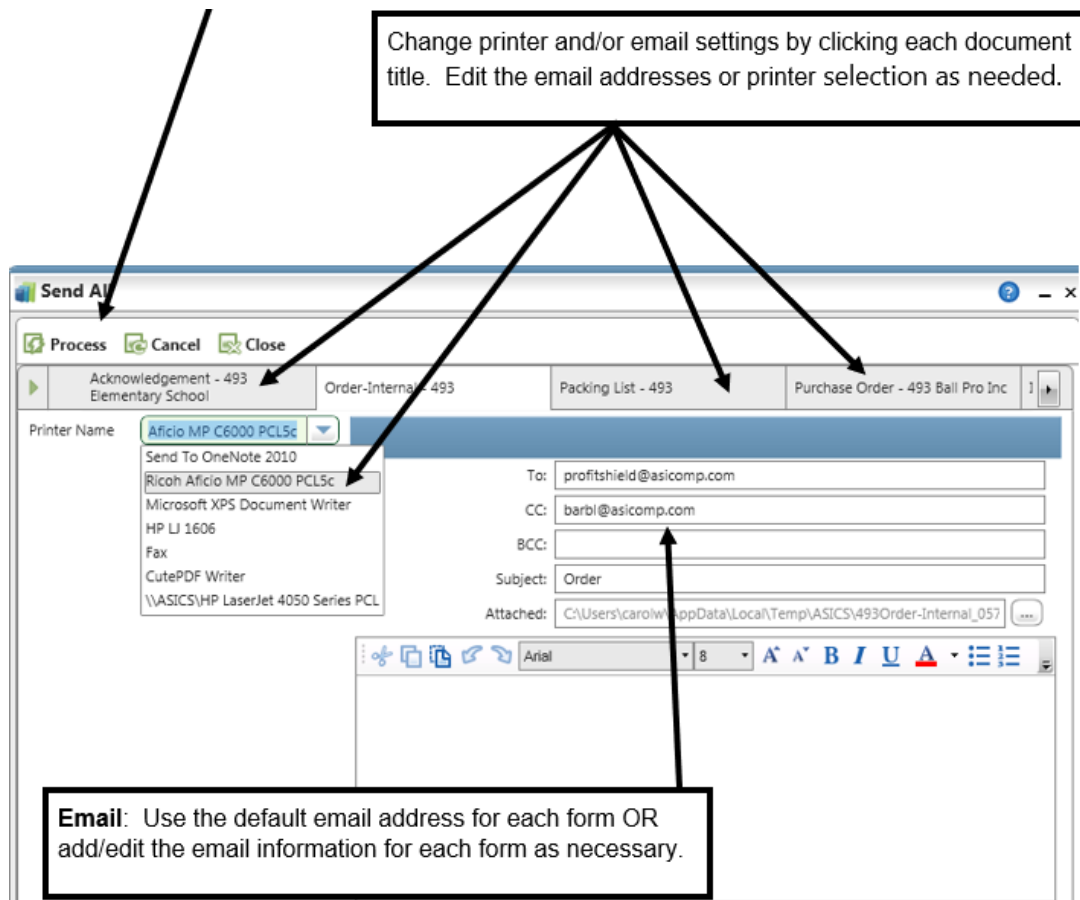 Change printer and/or email settings by clicking each document
title. Edit the email addresses or printer selection as needed.
Send Al
Process Cancel Close
Acknowledgement - 493
Elementary School
Order-Internal - 493
Packing List - 493
Purchase Order - 493 Ball Pro Inc
Printer Name
Aficio MP C6000 PCL5c
Send To OneNote 2010
Ricoh Aficio MP C6000 PCL5c
Microsoft XPS Document Writer
HP LJ 1606
Fax
CutePDF Writer
\\ASICS\HP LaserJet 4050 Series PCL
To: profitshield@asicomp.com
CC: barbl@asicomp.com
BCC:
Subject: Order
Attached: C:\Users\carolw\AppData\Local\Temp\ASICS\493Order-Internal_057 ...
Arial 8 A A B I U A
Email: Use the default email address for each form OR
add/edit the email information for each form as necessary.